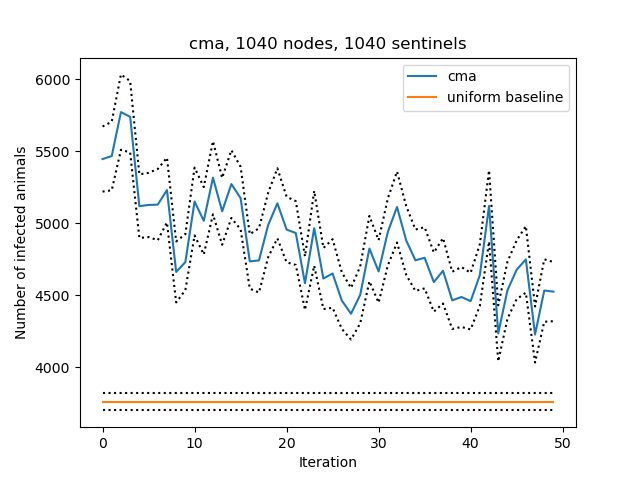 cma, 1040 nodes, 1040 sentinels
cma
uniform baseline
Number of infected animals
6000
5500
5000
4500
4000
0 10 20 30 40 50
Iteration